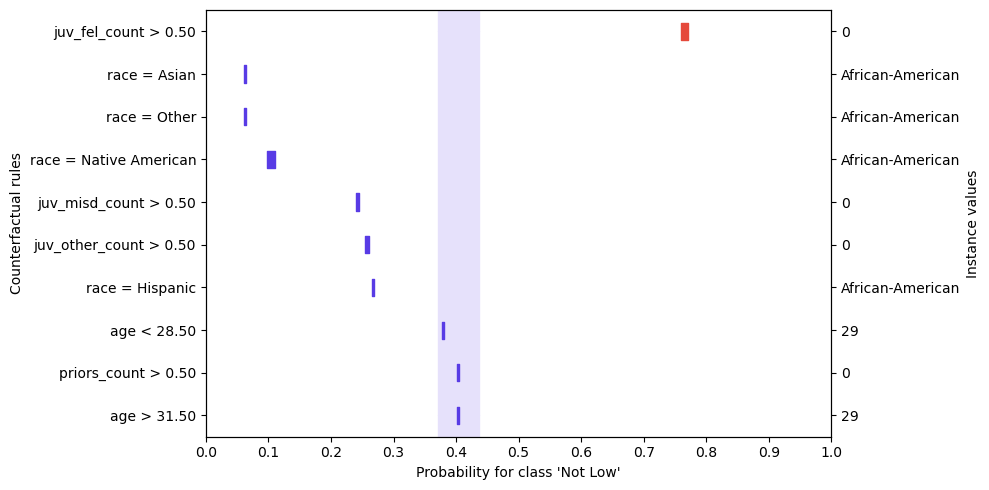 juv_fel_count > 0.50 0
race = Asian African-American
race = Other African-American
race = Native American African-American
juv_misd_count > 0.50 0
juv_other_count > 0.50 0
race = Hispanic African-American
age < 28.50 29
priors_count > 0.50 0
age > 31.50 29
Counterfactual rules
Instance values
0.0 0.1 0.2 0.3 0.4 0.5 0.6 0.7 0.8 0.9 1.0
Probability for class 'Not Low'